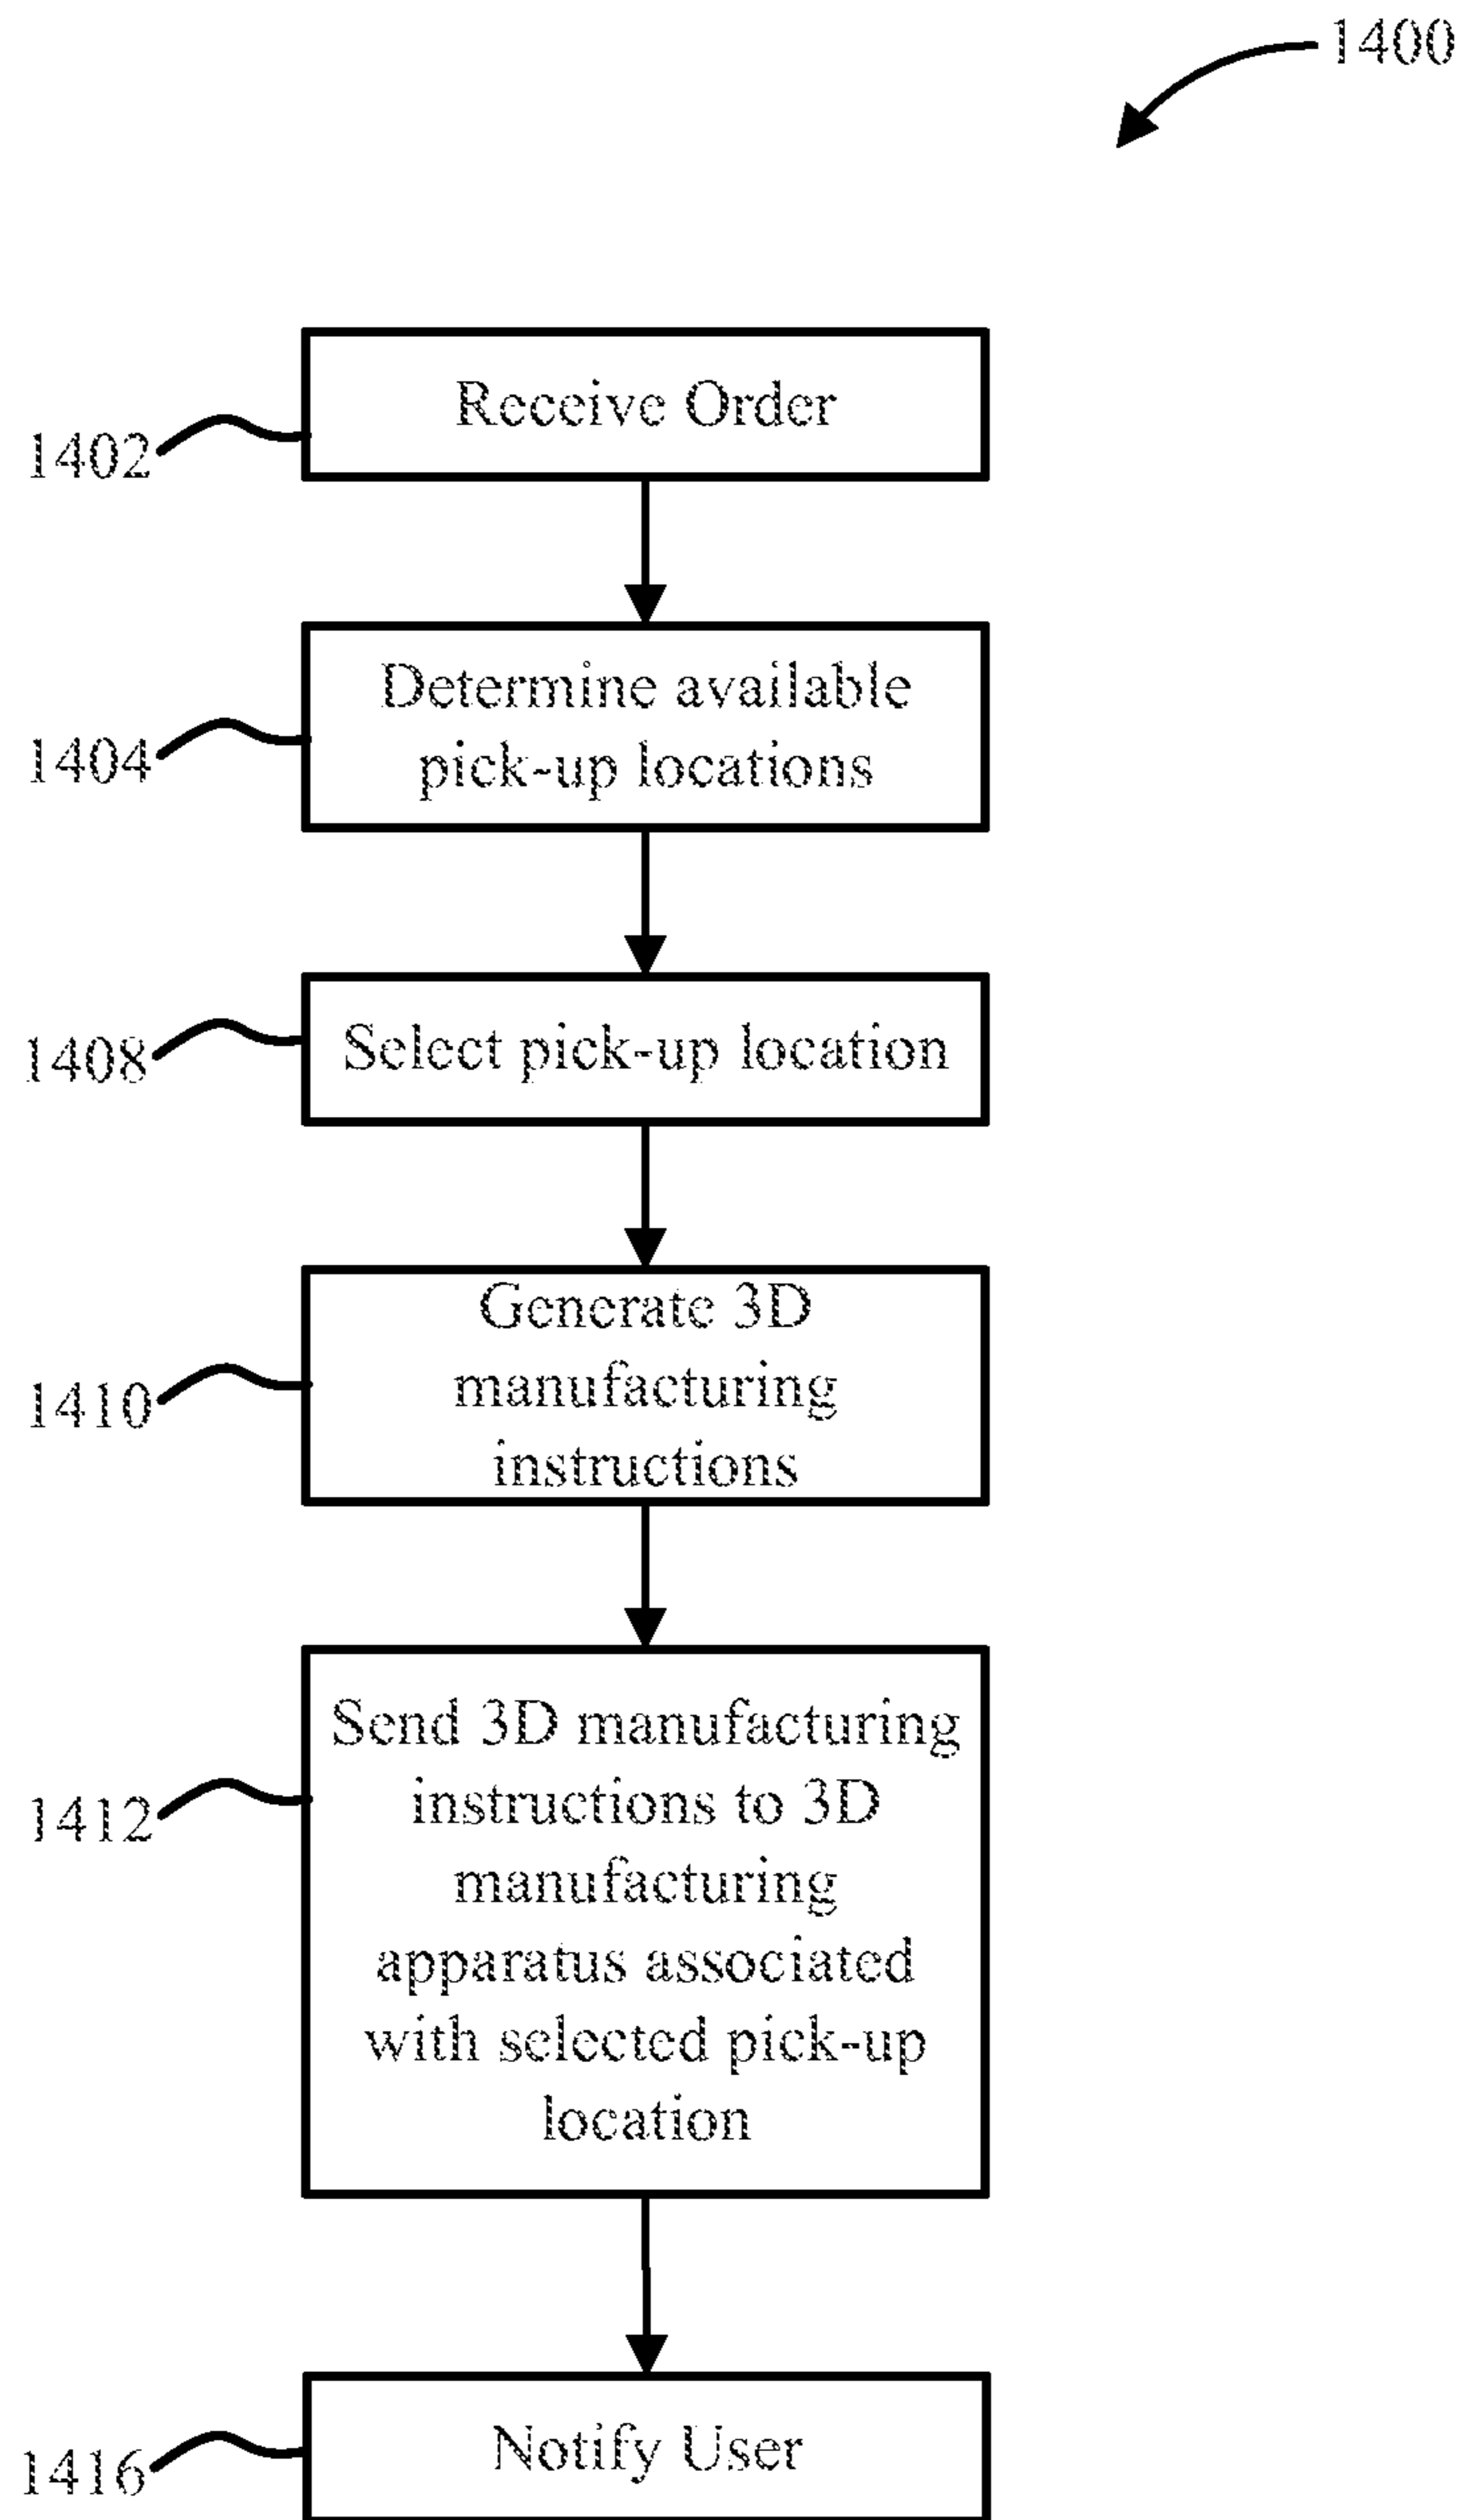 1400
Receive Order
1402
Determine available
pick-up locations
1404
Select pick-up location
1408
Generate 3D
manufacturing
instructions
1410
Send 3D manufacturing
instructions to 3D
manufacturing
apparatus associated
with selected pick-up
location
1412
Notify User
1416